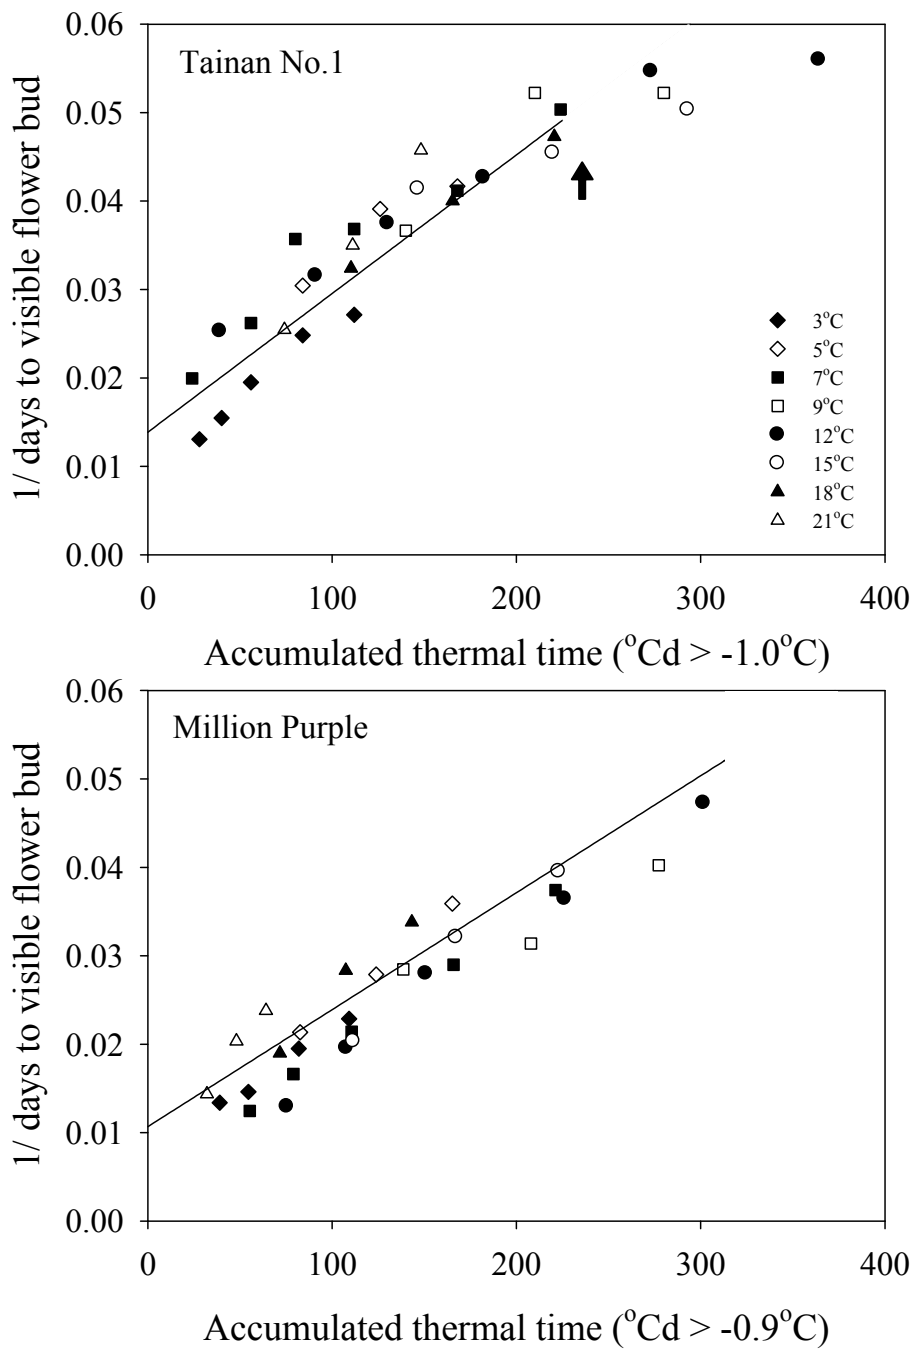 0.06
Tainan No.1
0.05
0.04
0.03
0.02
0.01
0.00
1/ days to visible flower bud
3°C
5°C
7°C
9°C
12°C
15°C
18°C
21°C
0 100 200 300 400
Accumulated thermal time (°Cd > -1.0°C)
0.06
Million Purple
0.05
0.04
0.03
0.02
0.01
0.00
1/ days to visible flower bud
0 100 200 300 400
Accumulated thermal time (°Cd > -0.9°C)